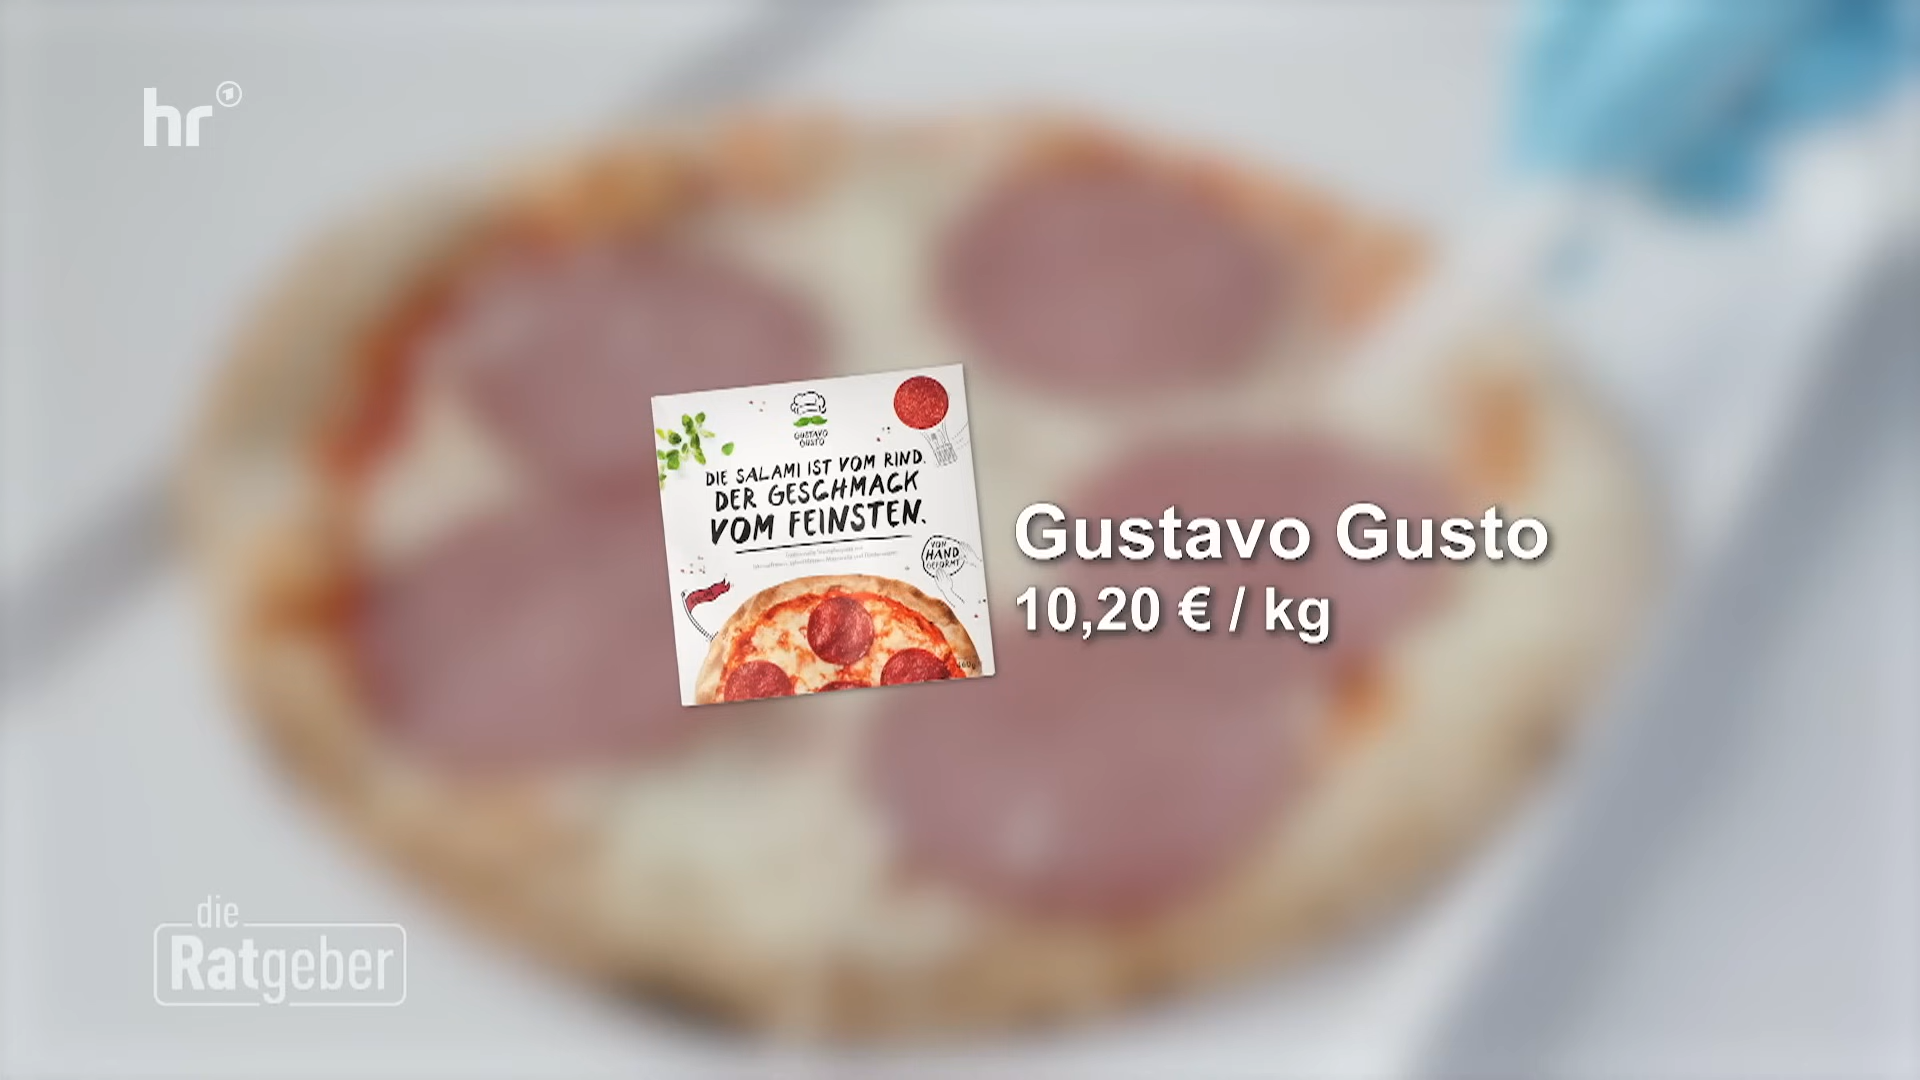 hr
GUSTAVO
GUSTO
DIE SALAMI IST VOM RIND.
DER GESCHMACK
VOM FEINSTEN.
VON
HAND
GEFORMT
460g
Gustavo Gusto
10,20 € / kg
die
Ratgeber